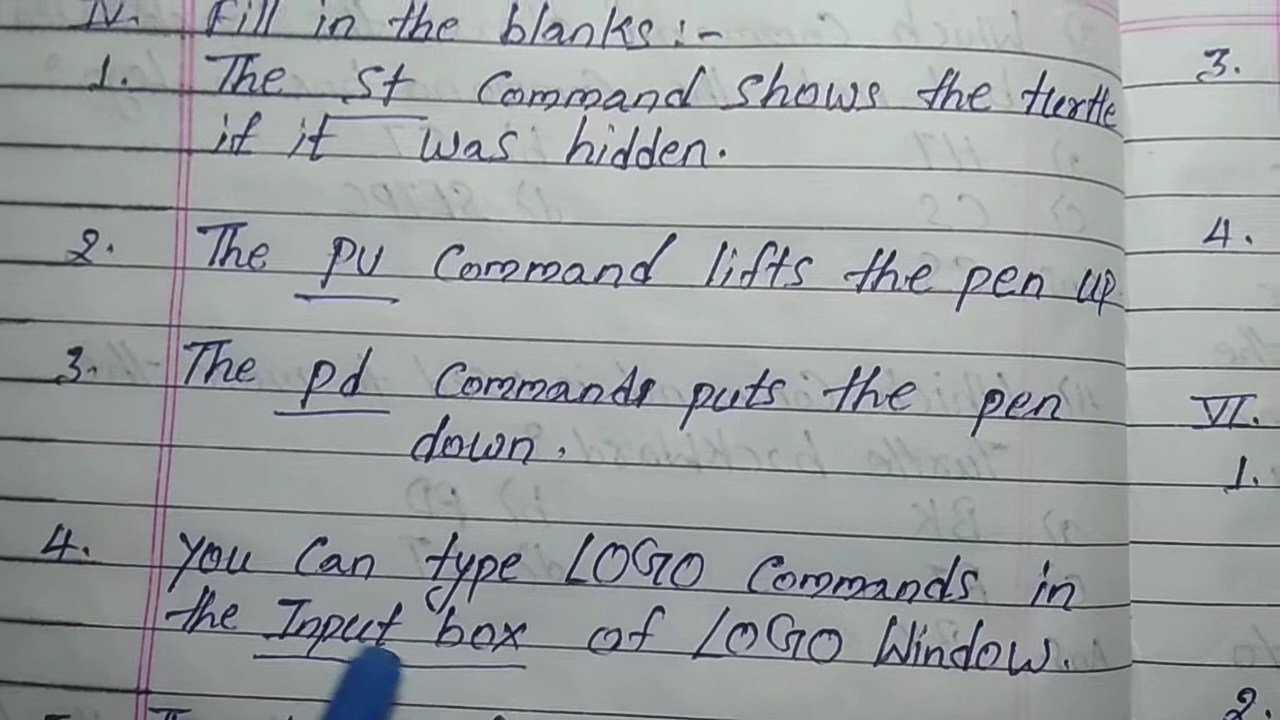 IV. Fill in the blanks :-
1. The St Command shows the turtle
if it was hidden.
2. The PU Command lifts the pen up
3. The pd Commands puts the pen
down.
4. You Can type LOGO Commands in
the Input box of LOGO Window.
3.
4.
VI.
1.
2.